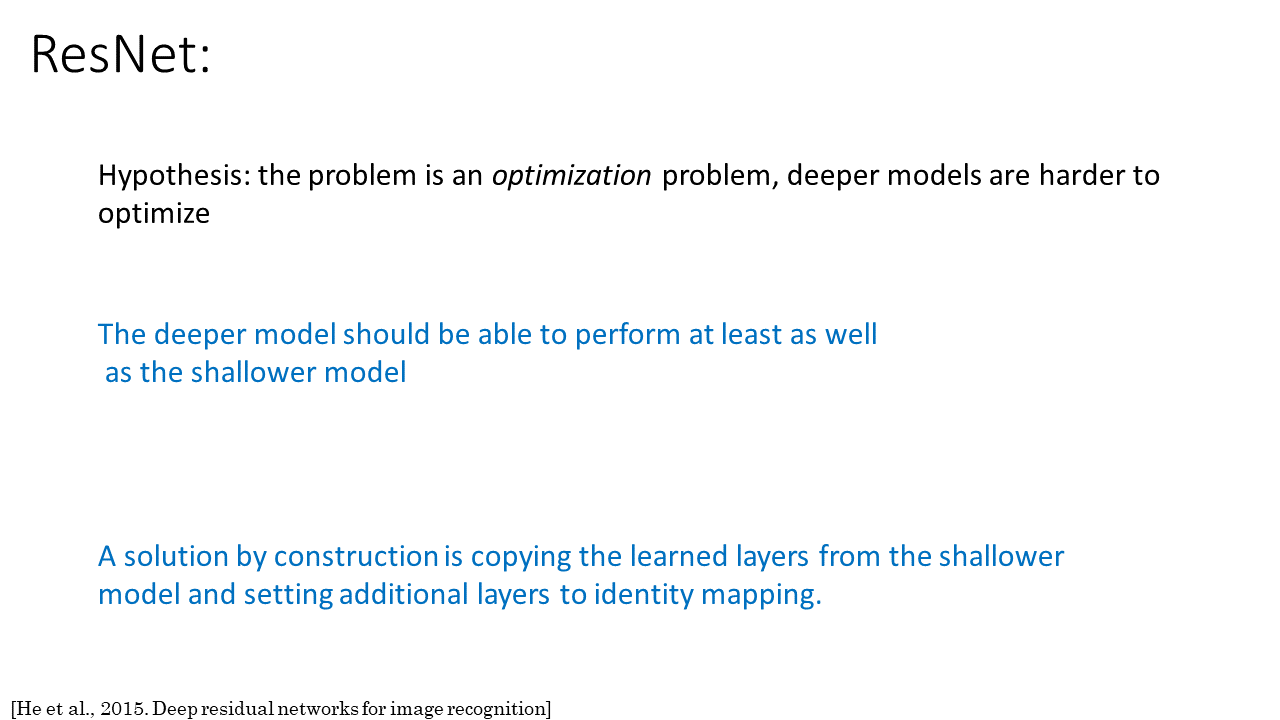 ResNet:
Hypothesis: the problem is an optimization problem, deeper models are harder to
optimize
The deeper model should be able to perform at least as well
as the shallower model
A solution by construction is copying the learned layers from the shallower
model and setting additional layers to identity mapping.
[He et al., 2015. Deep residual networks for image recognition]